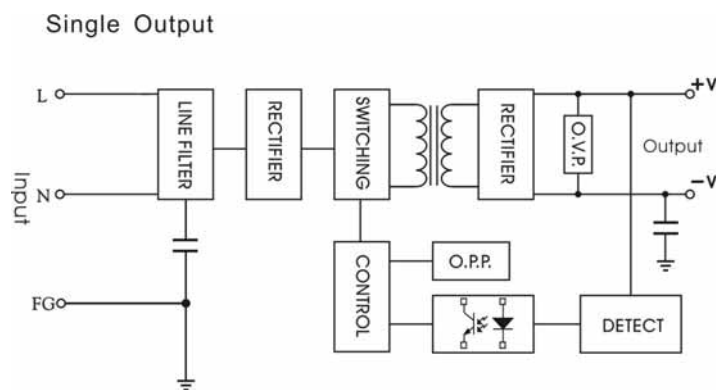 Single Output
L
N
Input
FG
LINE FILTER
RECTIFIER
SWITCHING
RECTIFIER
O.V.P.
+V
Output
-V
CONTROL
O.P.P.
DETECT